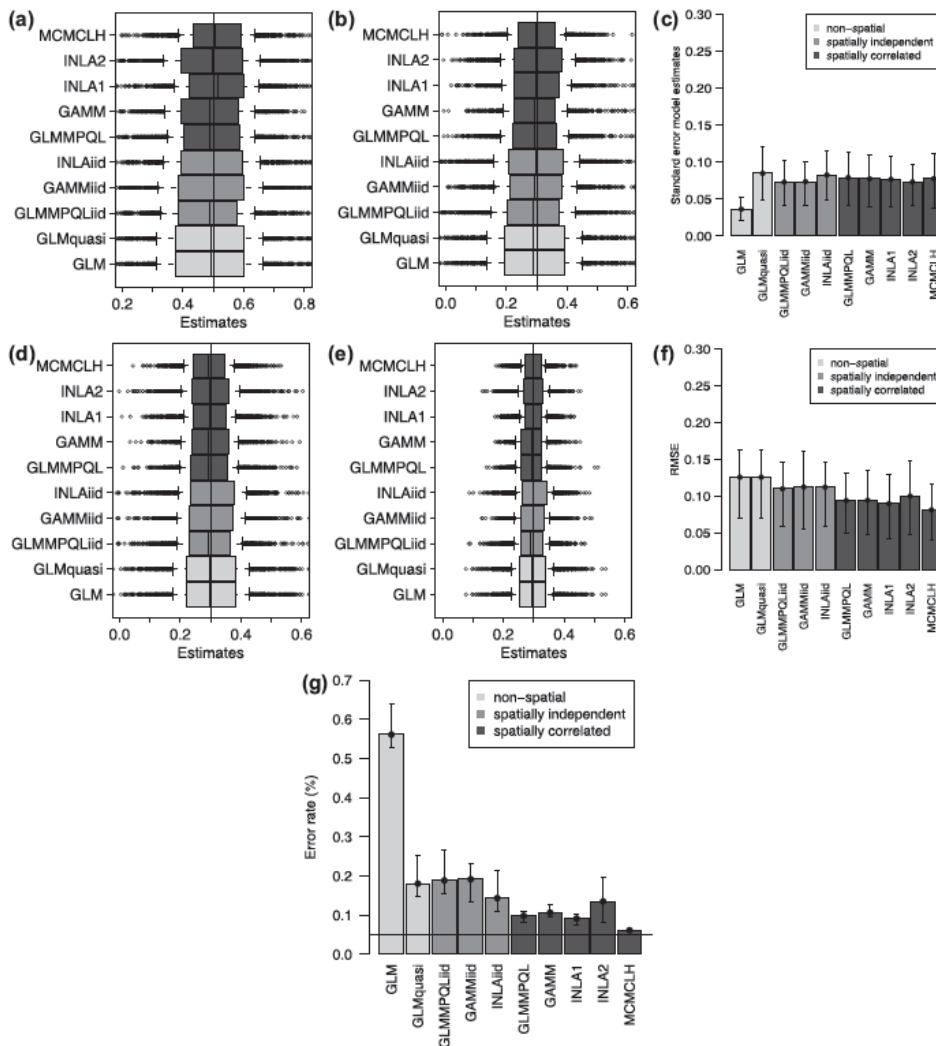 (a)
MCMCLH
INLA2
INLA1
GAMM
GLMMPQL
INLAiid
GAMMiid
GLMMPQLiid
GLMquasi
GLM
0.2 0.4 0.6 0.8
Estimates
(b)
MCMCLH
INLA2
INLA1
GAMM
GLMMPQL
INLAiid
GAMMiid
GLMMPQLiid
GLMquasi
GLM
0.0 0.2 0.4 0.6
Estimates
(c)
Standard error model estimates
0.30
0.25
0.20
0.15
0.10
0.05
0.00
non-spatial
spatially independent
spatially correlated
GLM
GLMquasi
GLMMPQLiid
GAMMiid
INLAiid
GLMMPQL
GAMM
INLA1
INLA2
MCMCLH
(d)
MCMCLH
INLA2
INLA1
GAMM
GLMMPQL
INLAiid
GAMMiid
GLMMPQLiid
GLMquasi
GLM
0.0 0.2 0.4 0.6
Estimates
(e)
MCMCLH
INLA2
INLA1
GAMM
GLMMPQL
INLAiid
GAMMiid
GLMMPQLiid
GLMquasi
GLM
0.0 0.2 0.4 0.6
Estimates
(f)
RMSE
0.30
0.25
0.20
0.15
0.10
0.05
0.00
non-spatial
spatially independent
spatially correlated
GLM
GLMquasi
GLMMPQLiid
GAMMiid
INLAiid
GLMMPQL
GAMM
INLA1
INLA2
MCMCLH
(g)
Error rate (%)
0.7
0.6
0.5
0.4
0.3
0.2
0.1
0.0
non-spatial
spatially independent
spatially correlated
GLM
GLMquasi
GLMMPQLiid
GAMMiid
INLAiid
GLMMPQL
GAMM
INLA1
INLA2
MCMCLH